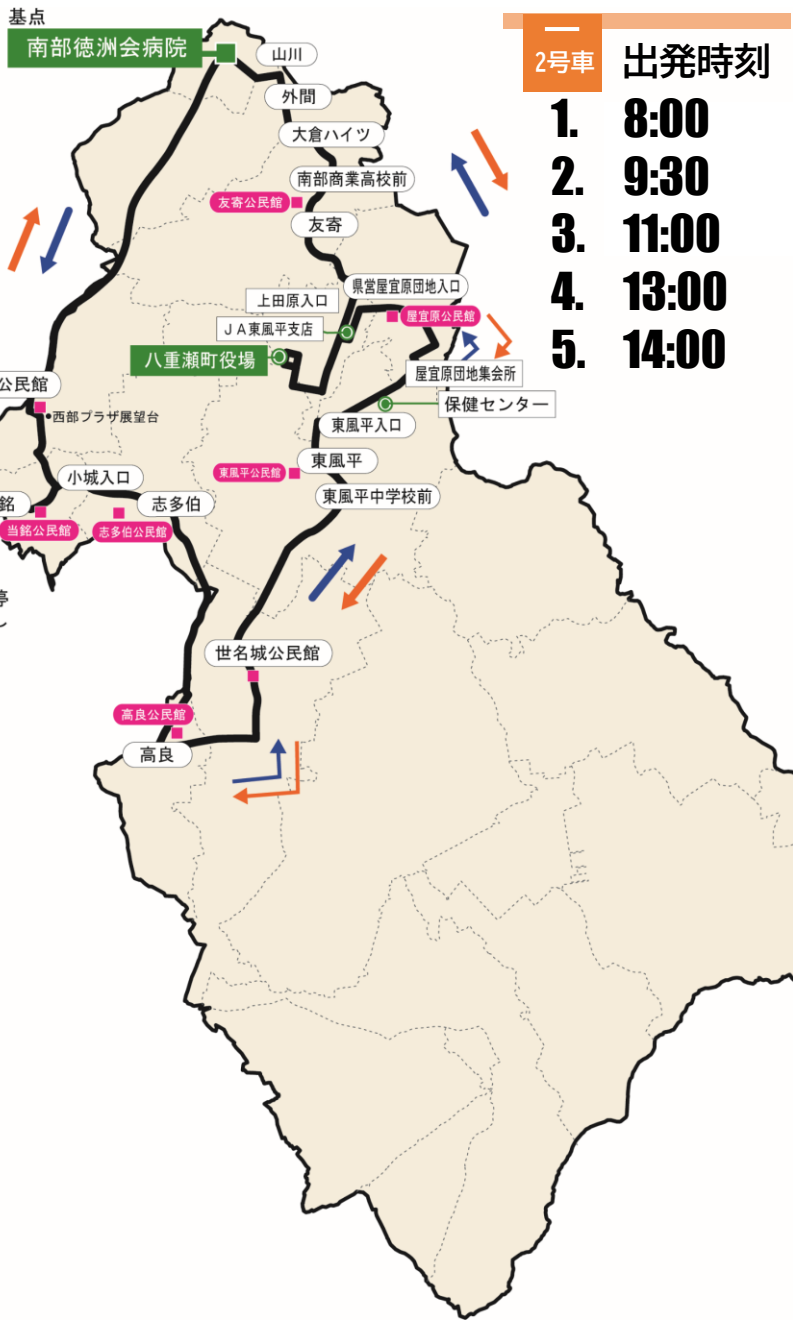 基点
南部徳洲会病院
山川
外間
大倉ハイツ
南部商業高校前
友寄公民館
友寄
県営屋宜原団地入口
上田原入口
屋宜原公民館
JA東風平支店
八重瀬町役場
屋宜原団地集会所
保健センター
公民館
西部プラザ展望台
東風平入口
東風平
東風平公民館
小城入口
東風平中学校前
銘
志多伯
当銘公民館
志多伯公民館
停
世名城公民館
高良公民館
高良
2号車
出発時刻
1. 8:00
2. 9:30
3. 11:00
4. 13:00
5. 14:00